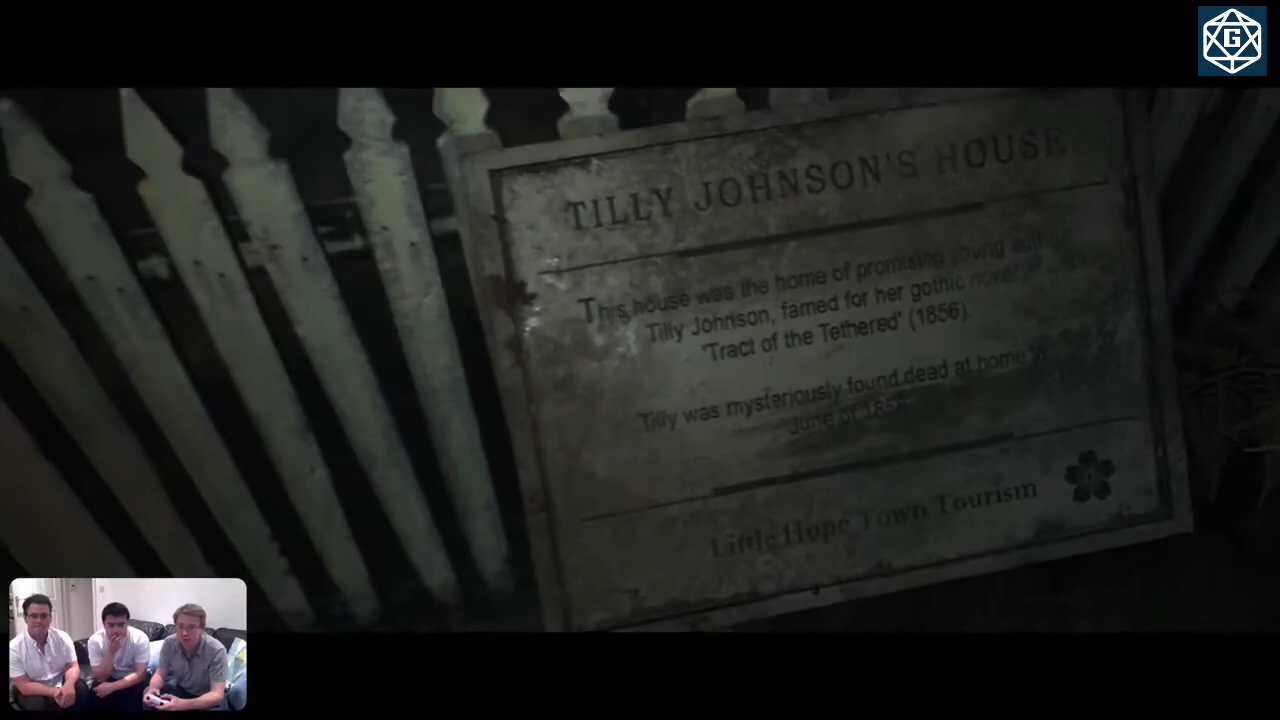 G
TILLY JOHNSON'S HOUSE
This house was the home of promising young
Tilly Johnson, famed for her gothic novel
'Tract of the Tethered' (1856).
Tilly was mysteriously found dead at home
June of
Little Hope Town Tourism